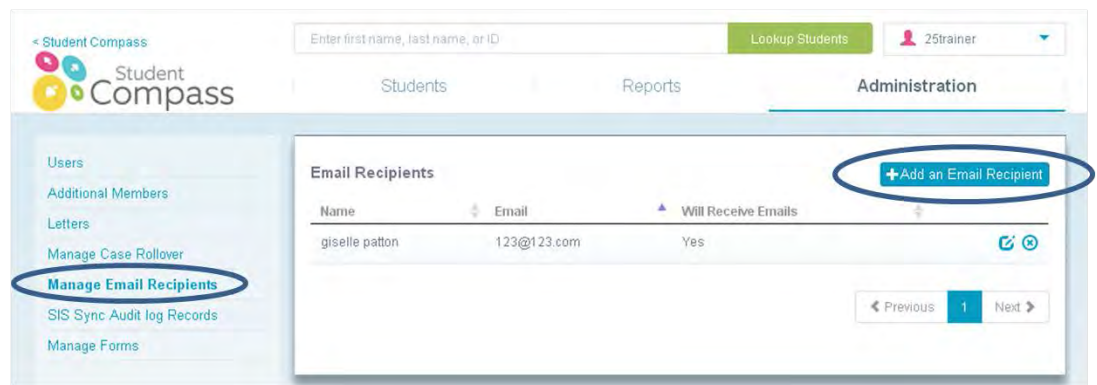 < Student Compass
Enter first name, last name, or ID
Lookup Students
25trainer
Student
Compass
Students
Reports
Administration
Users
Additional Members
Letters
Manage Case Rollover
Manage Email Recipients
SIS Sync Audit log Records
Manage Forms
Email Recipients
+Add an Email Recipient
Name Email Will Receive Emails
giselle patton 123@123.com Yes
Previous 1 Next